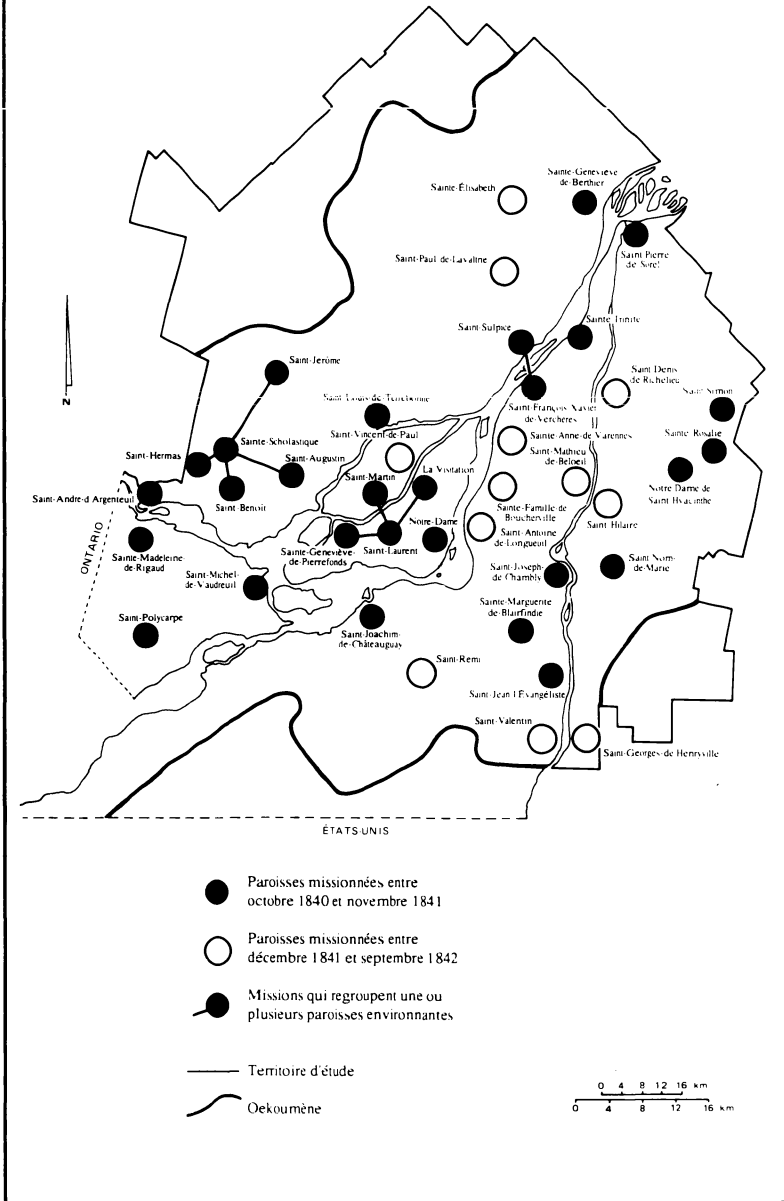 Sainte-Geneviève
de-Berthier
Sainte-Élisabeth
Saint-Pierre
de-Sorel
Saint-Paul-de-Lavaltrie
Saint-Sulpice
Sainte-Trinité
Saint-Jerôme
Saint Denis
de Richelieu
Saint-Simon
Saint-Louis-de-Terrebonne
Saint-François Xavier
de-Verchères
Saint-Vincent-de-Paul
Sainte-Anne-de-Varennes
Sainte-Rosalie
Sainte-Scholastique
Saint-Mathieu
de-Beloeil
Saint-Hermas
Saint-Augustin
Saint-Martin
La Visitation
Notre Dame de
Saint Hyacinthe
Saint-Andre-d Argenteuil
Saint-Benoit
Sainte-Famille-de
Boucherville
Saint Hilaire
Notre-Dame
Saint-Antoine
de-Longueuil
ONTARIO
Sainte-Madeleine-
de-Rigaud
Sainte-Geneviève-
de-Pierrefonds
Saint-Laurent
Saint-Michel-
de-Vaudreuil
Saint-Joseph-
de-Chambly
Saint Nom-
de-Marie
Sainte-Marguerite
de-Blairfindie
Saint-Polycarpe
Saint-Joachim-
de-Châteauguay
Saint-Remi
Saint-Jean l Évangéliste
Saint-Valentin
Saint-Georges-de Henryville
N
ÉTATS-UNIS
Paroisses missionnées entre
octobre 1840 et novembre 1841
Paroisses missionnées entre
décembre 1841 et septembre 1842
Missions qui regroupent une ou
plusieurs paroisses environnantes
Territoire d'étude
Oekoumène
0 4 8 12 16 km
0 4 8 12 16 km